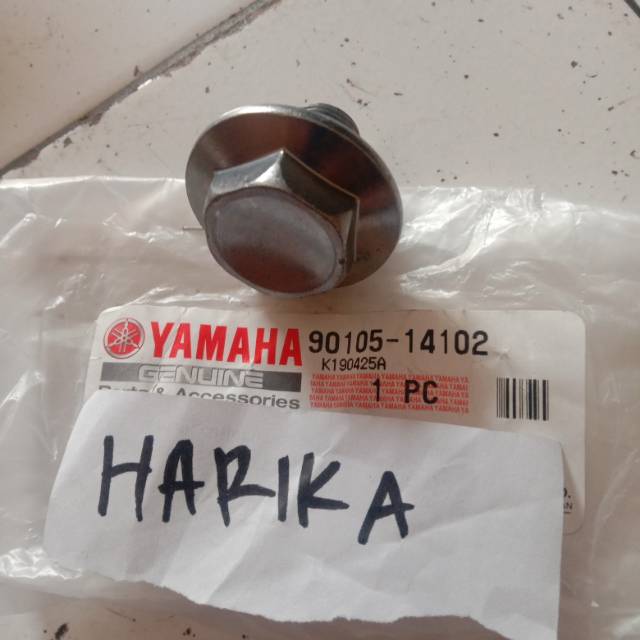 YAMAHA 90105-14102
K190425A
GENUINE
Parts & Accessories
1 PC
HARIKA